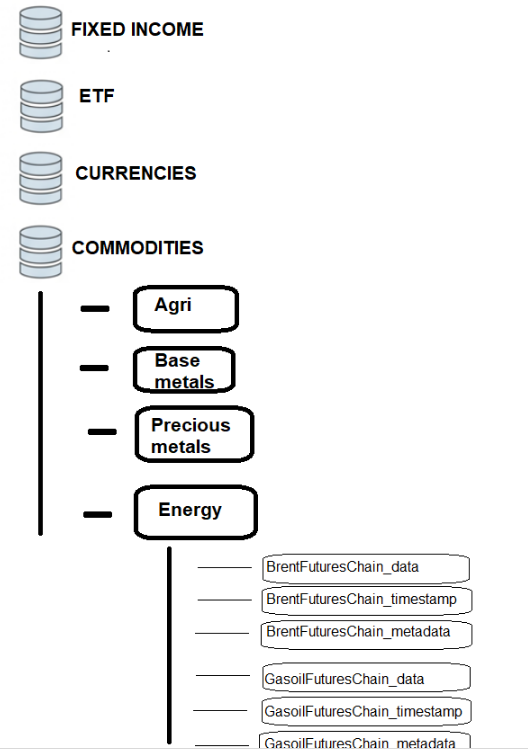 FIXED INCOME
ETF
CURRENCIES
COMMODITIES
Agri
Base
metals
Precious
metals
Energy
BrentFuturesChain_data
BrentFuturesChain_timestamp
BrentFuturesChain_metadata
GasoilFuturesChain_data
GasoilFuturesChain_timestamp
GasoilFuturesChain_metadata